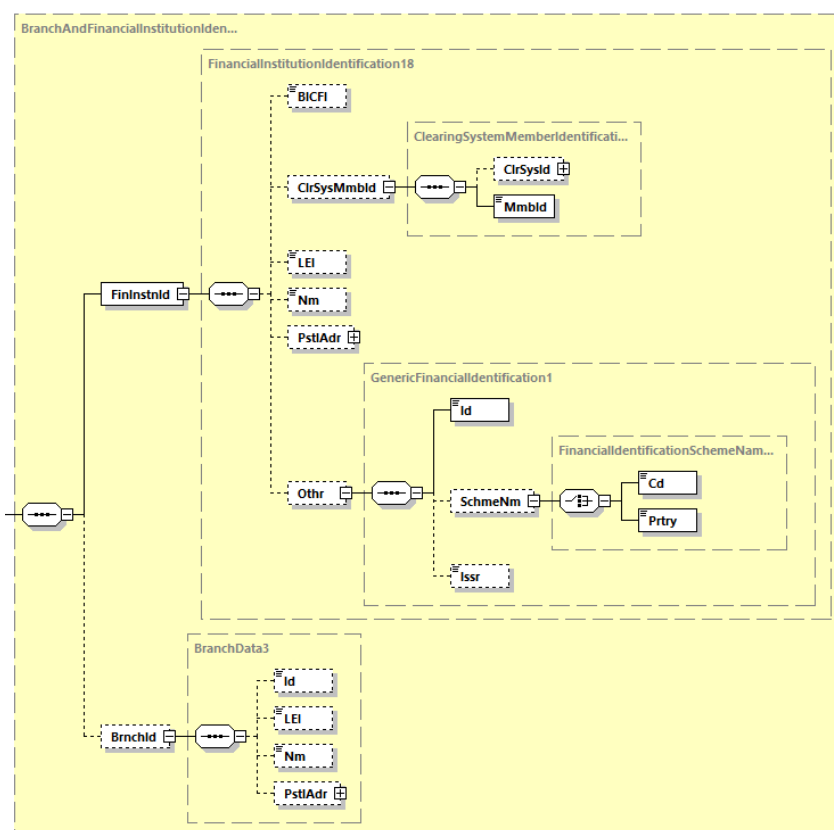 BranchAndFinancialInstitutionIden...
FinancialInstitutionIdentification18
BICFI
ClearingSystemMemberIdentificati...
ClrSysMmbId
ClrSysId
MmbId
LEI
FinInstnId
Nm
PstlAdr
GenericFinancialIdentification1
Id
FinancialIdentificationSchemeNam...
Othr
SchmeNm
Cd
Prtry
Issr
BranchData3
Id
LEI
BrnchId
Nm
PstlAdr